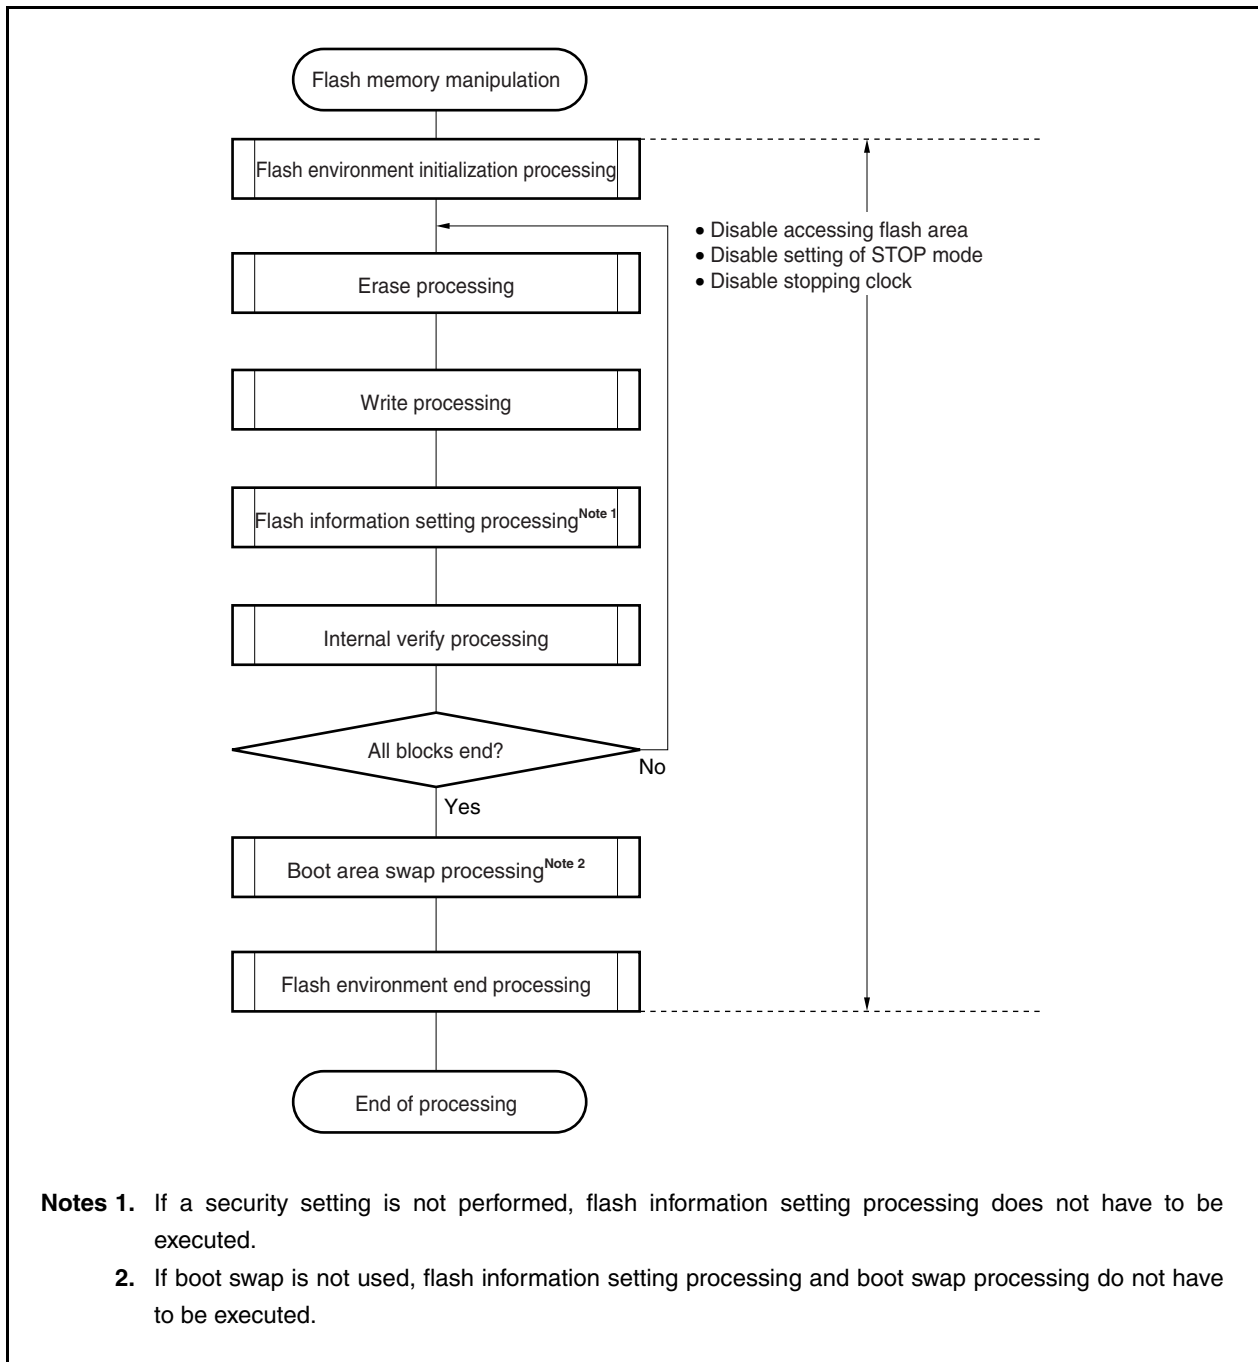 Flash memory manipulation
Flash environment initialization processing
• Disable accessing flash area
• Disable setting of STOP mode
• Disable stopping clock
Erase processing
Write processing
Flash information setting processingNote 1
Internal verify processing
All blocks end?
No
Yes
Boot area swap processingNote 2
Flash environment end processing
End of processing
Notes 1. If a security setting is not performed, flash information setting processing does not have to be
executed.
2. If boot swap is not used, flash information setting processing and boot swap processing do not have
to be executed.